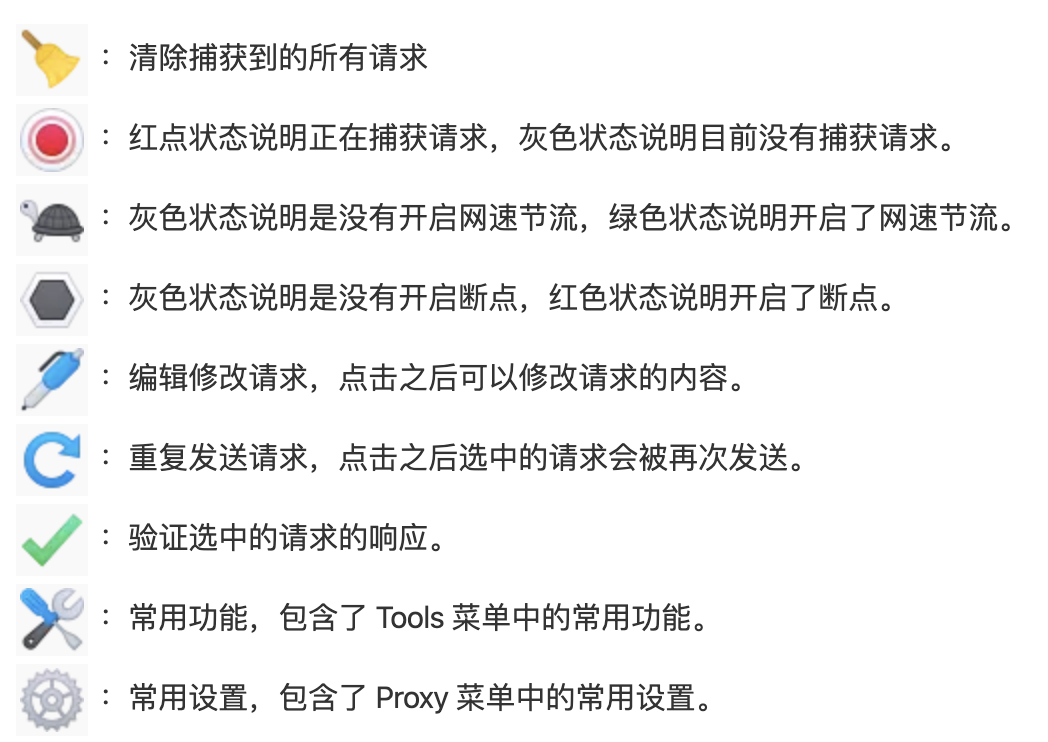 ：清除捕获到的所有请求
：红点状态说明正在捕获请求，灰色状态说明目前没有捕获请求。
：灰色状态说明是没有开启网速节流，绿色状态说明开启了网速节流。
：灰色状态说明是没有开启断点，红色状态说明开启了断点。
：编辑修改请求，点击之后可以修改请求的内容。
：重复发送请求，点击之后选中的请求会被再次发送。
：验证选中的请求的响应。
：常用功能，包含了 Tools 菜单中的常用功能。
：常用设置，包含了 Proxy 菜单中的常用设置。